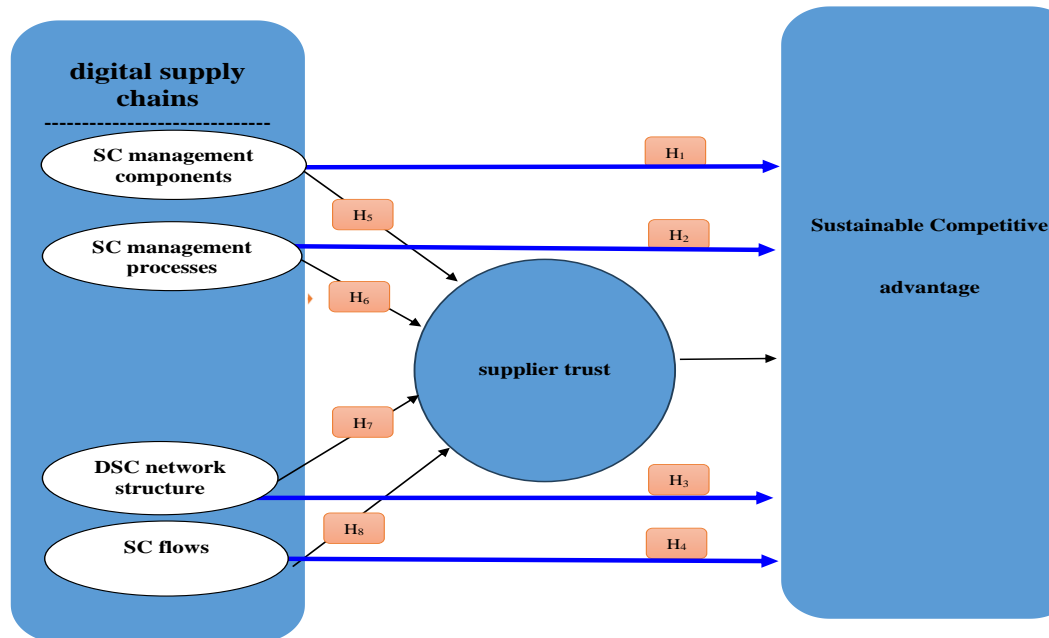 digital supply
chains
------------------------------
SC management
components
SC management
processes
DSC network
structure
SC flows
H₁
H₅
H₂
H₆
H₇
H₃
H₈
H₄
supplier trust
Sustainable Competitive
advantage